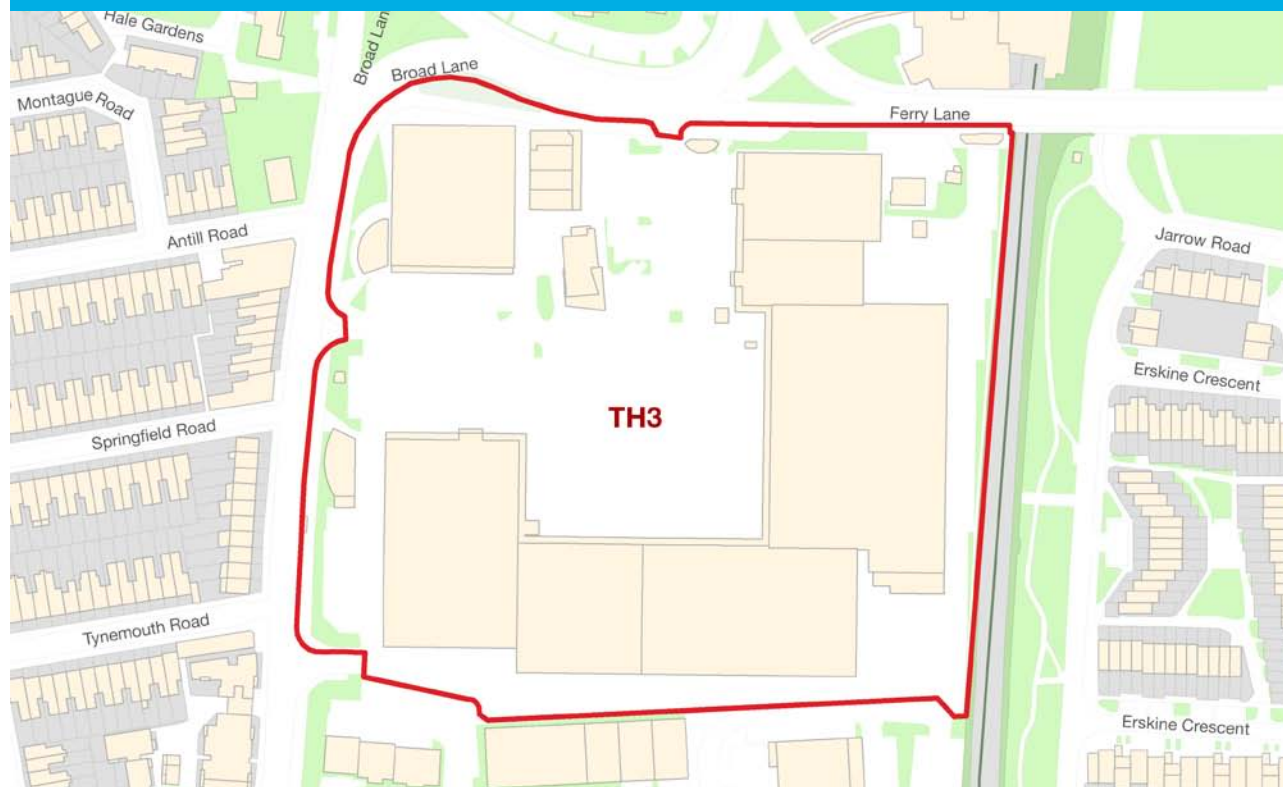 Hale Gardens
Broad Lan
Broad Lane
Montague Road
Ferry Lane
Antill Road
Jarrow Road
Erskine Crescent
TH3
Springfield Road
Tynemouth Road
Erskine Crescent